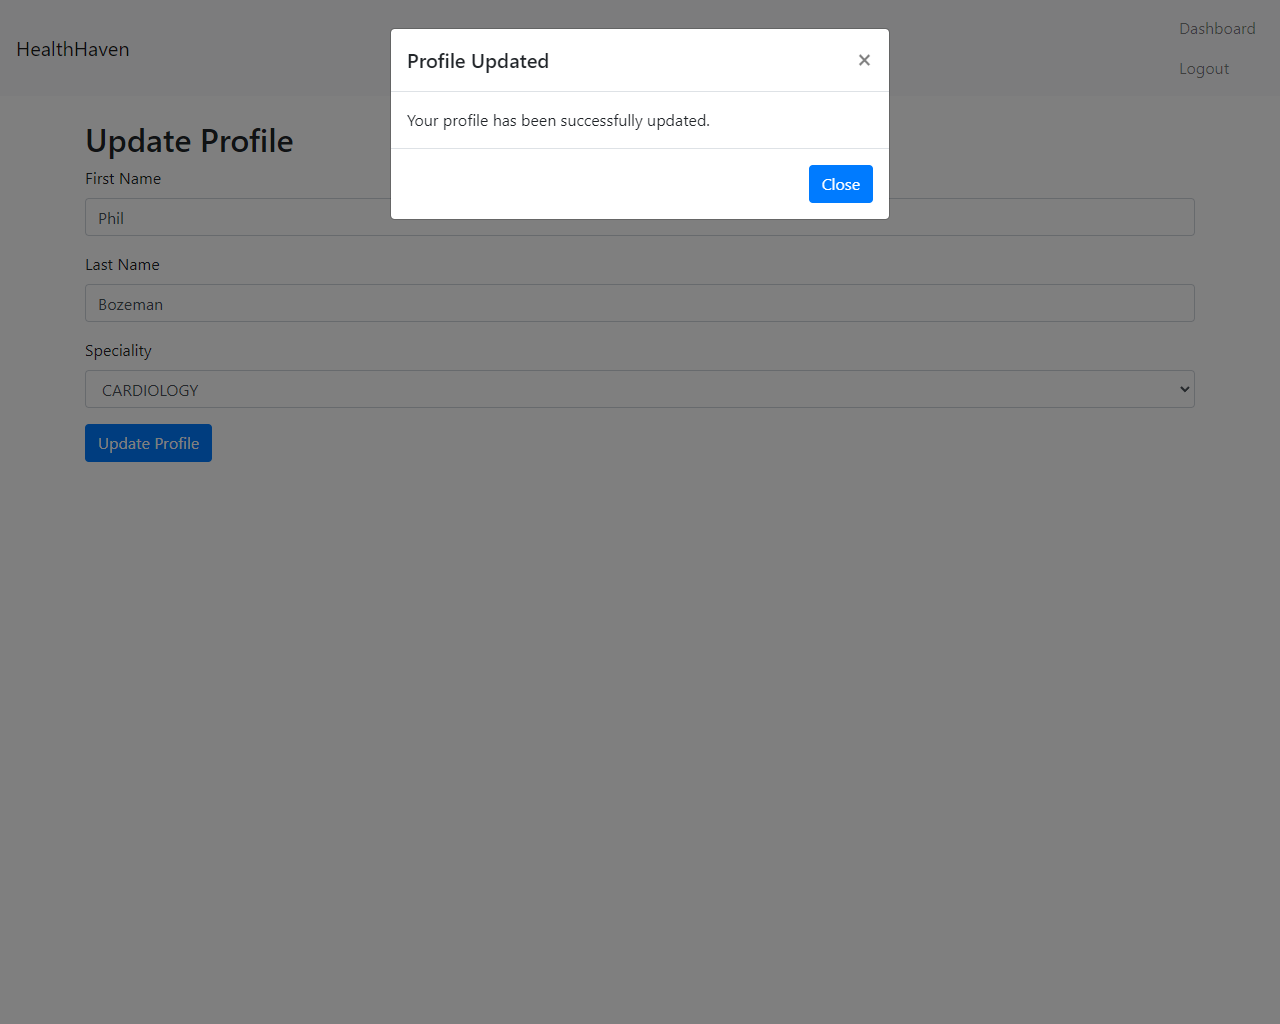 HealthHaven
Dashboard
Logout
Profile Updated
×
Your profile has been successfully updated.
Close
Update Profile
First Name
Phil
Last Name
Bozeman
Speciality
CARDIOLOGY
Update Profile